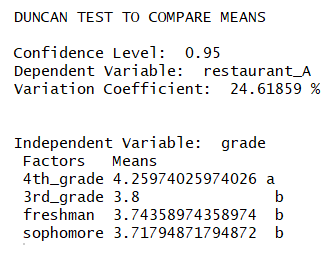 DUNCAN TEST TO COMPARE MEANS
Confidence Level:  0.95
Dependent Variable:  restaurant_A
Variation Coefficient:  24.61859 %
Independent Variable:  grade
Factors   Means
4th_grade 4.25974025974026 a
3rd_grade 3.8               b
freshman  3.74358974358974  b
sophomore 3.71794871794872  b